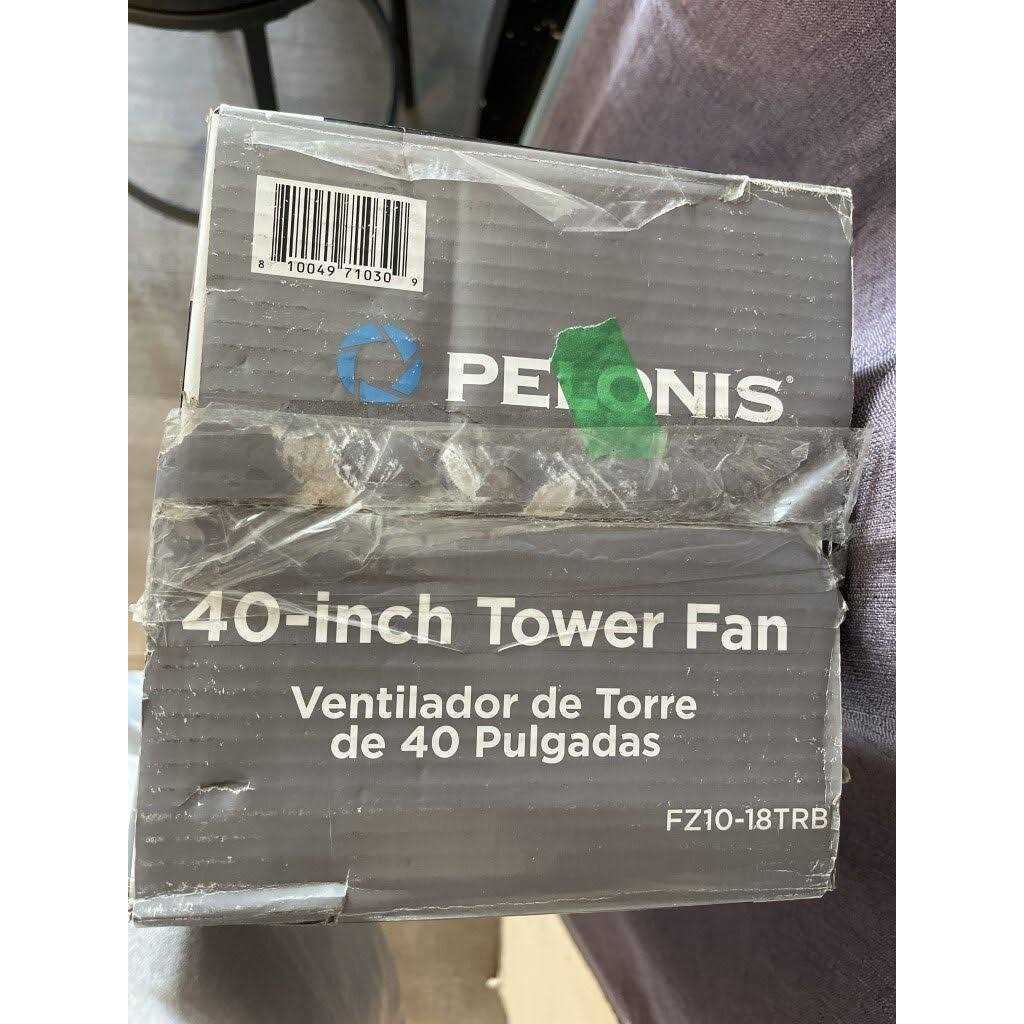 8 10049 71030 9
PELONIS®
40-inch Tower Fan
Ventilador de Torre
de 40 Pulgadas
FZ10-18TRB